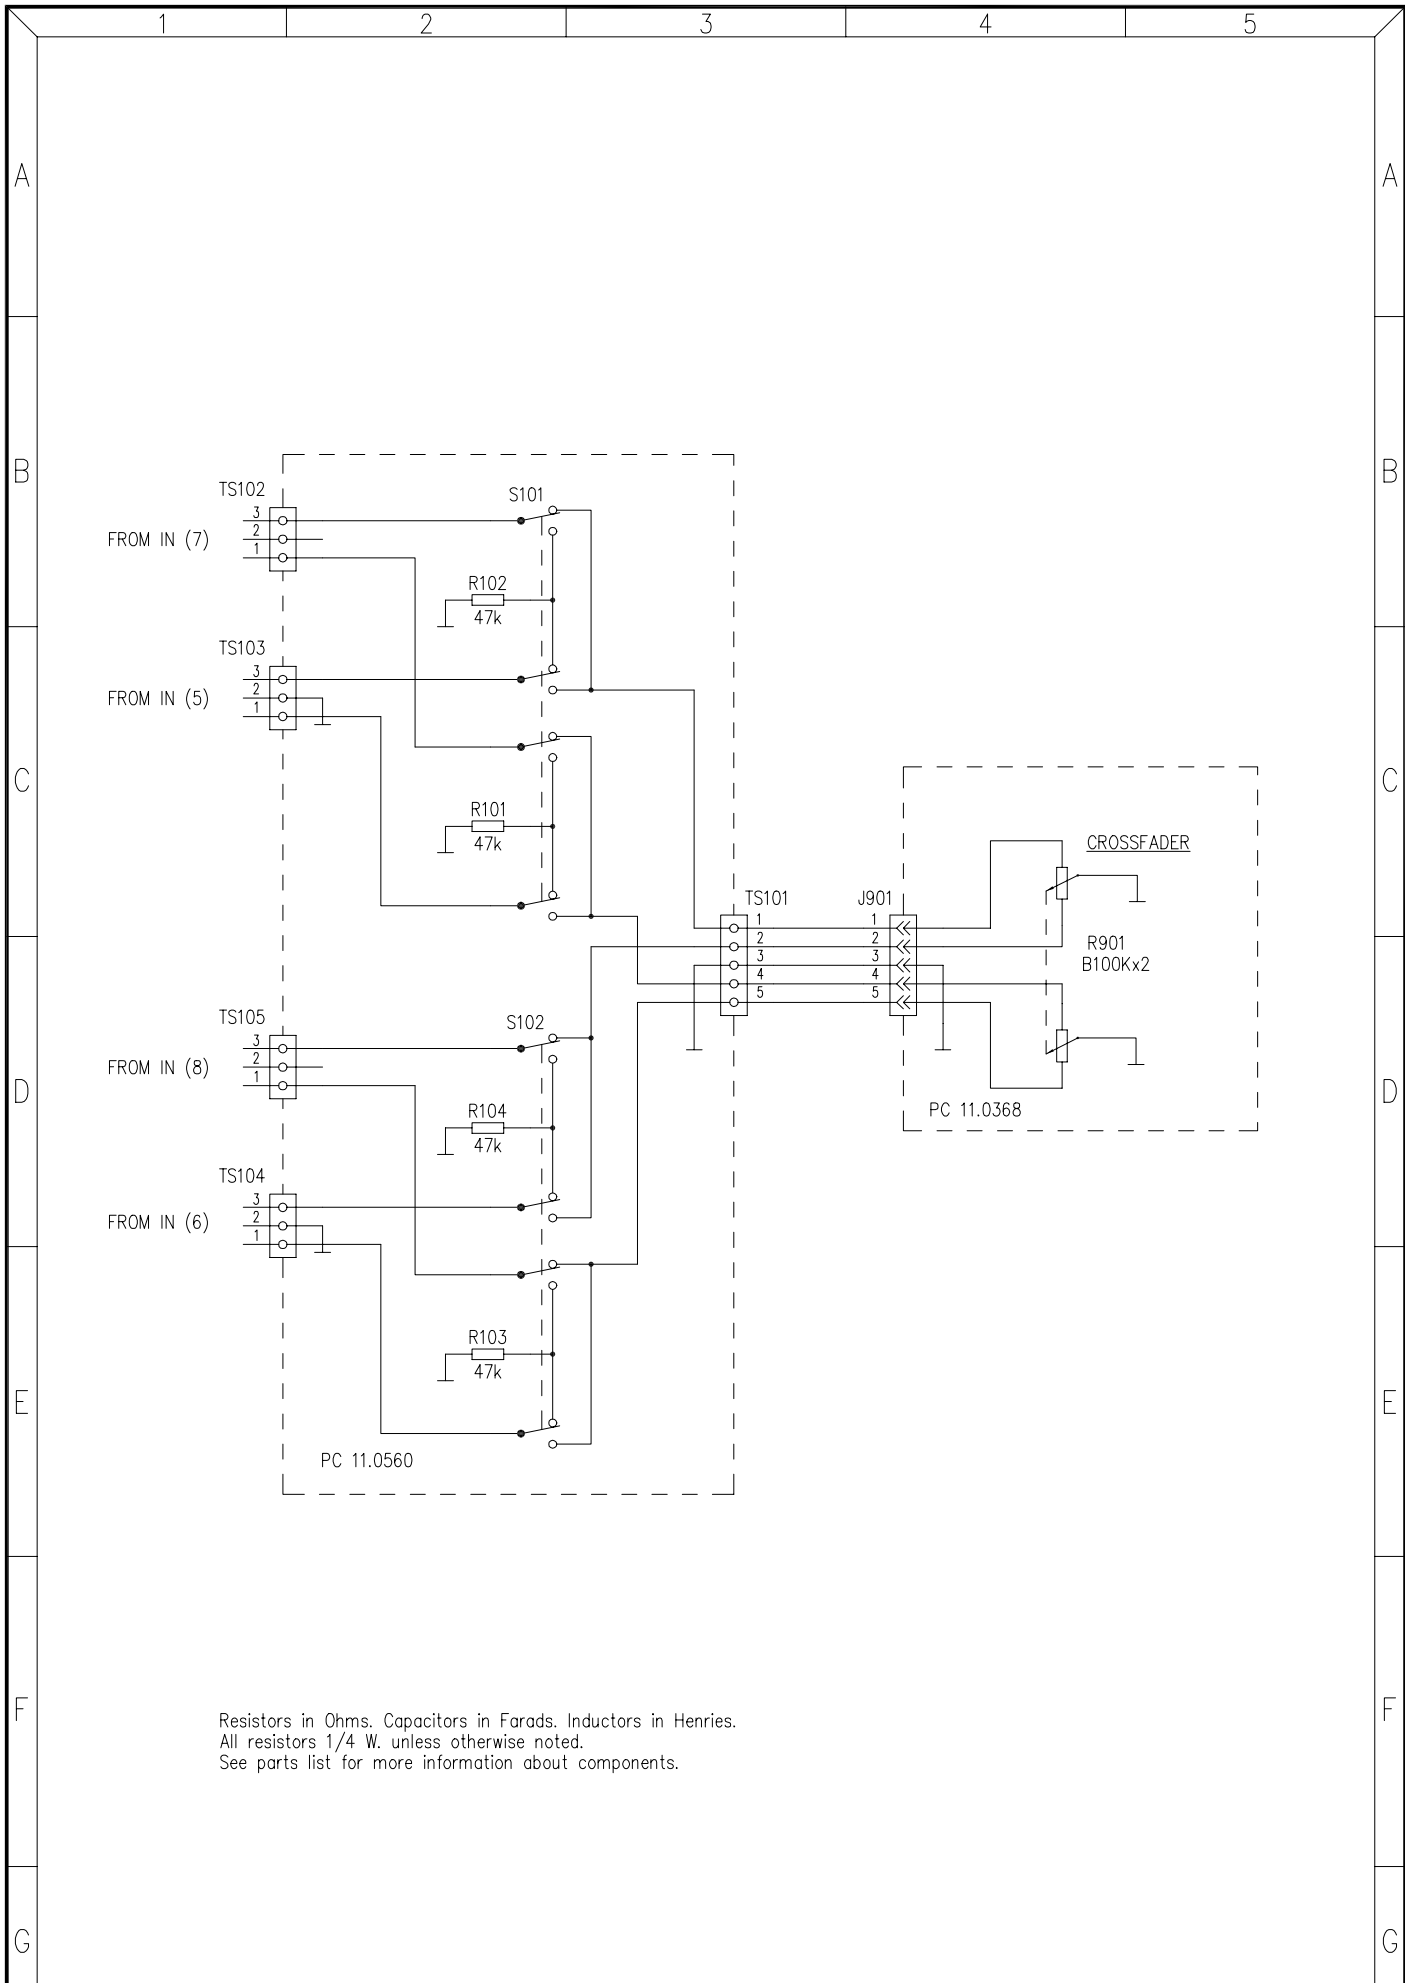 1 2 3 4 5
A A
B B
TS102 S101
3
FROM IN (7) 2
1
R102
47k
TS103
3
FROM IN (5) 2
1
C C
R101
47k
CROSSFADER
TS101 J901
1 1
2 2
3 3
4 4
5 5
R901
B100Kx2
TS105 S102
3
FROM IN (8) 2
1
D D
R104
47k
PC 11.0368
TS104
3
FROM IN (6) 2
1
R103
47k
E E
PC 11.0560
F F
Resistors in Ohms. Capacitors in Farads. Inductors in Henries.
All resistors 1/4 W. unless otherwise noted.
See parts list for more information about components.
G G